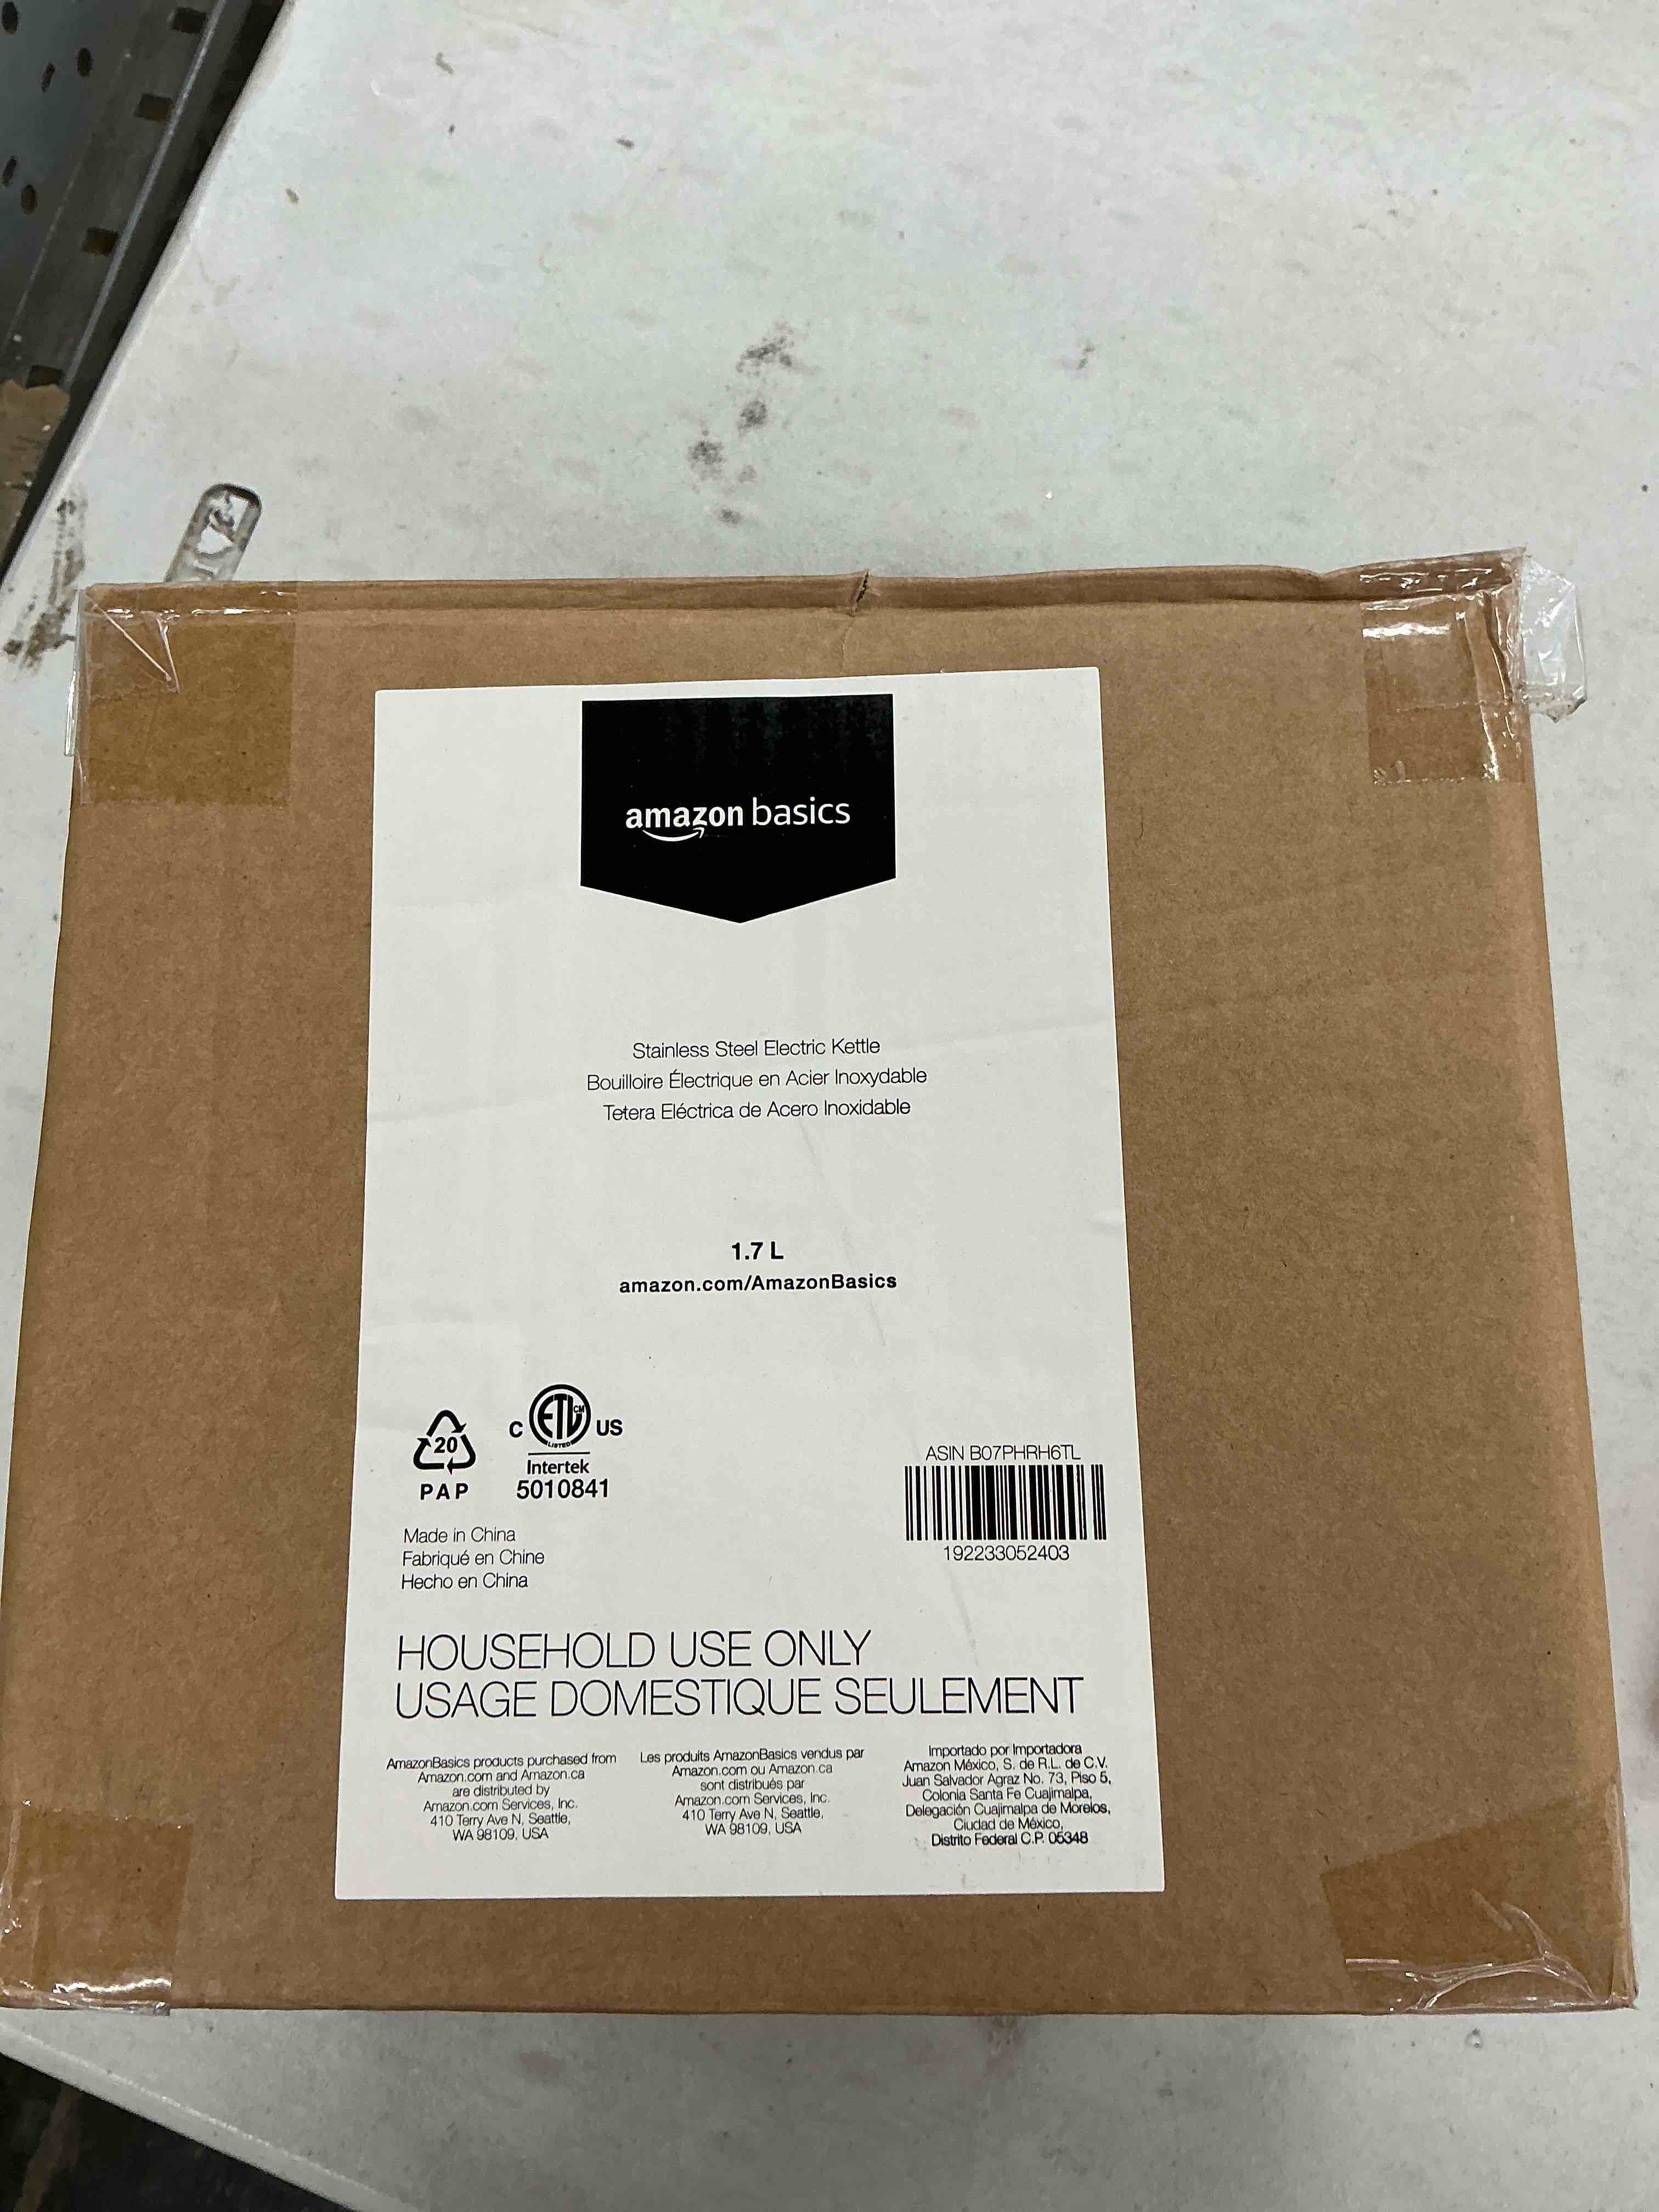 amazon basics
Stainless Steel Electric Kettle
Bouilloire Électrique en Acier Inoxydable
Tetera Eléctrica de Acero Inoxidable
1.7 L
amazon.com/AmazonBasics
20
PAP
C ETL CM US
LISTED
Intertek
5010841
ASIN B07PHRH6TL
192233052403
Made in China
Fabriqué en Chine
Hecho en China
HOUSEHOLD USE ONLY
USAGE DOMESTIQUE SEULEMENT
AmazonBasics products purchased from
Amazon.com and Amazon.ca
are distributed by
Amazon.com Services, Inc.
410 Terry Ave N, Seattle,
WA 98109, USA
Les produits AmazonBasics vendus par
Amazon.com ou Amazon.ca
sont distribués par
Amazon.com Services, Inc.
410 Terry Ave N, Seattle,
WA 98109, USA
Importado por Importadora
Amazon México, S. de R.L. de C.V.
Juan Salvador Agraz No. 73, Piso 5,
Colonia Santa Fe Cuajimalpa,
Delegación Cuajimalpa de Morelos,
Ciudad de México,
Distrito Federal C.P. 05348